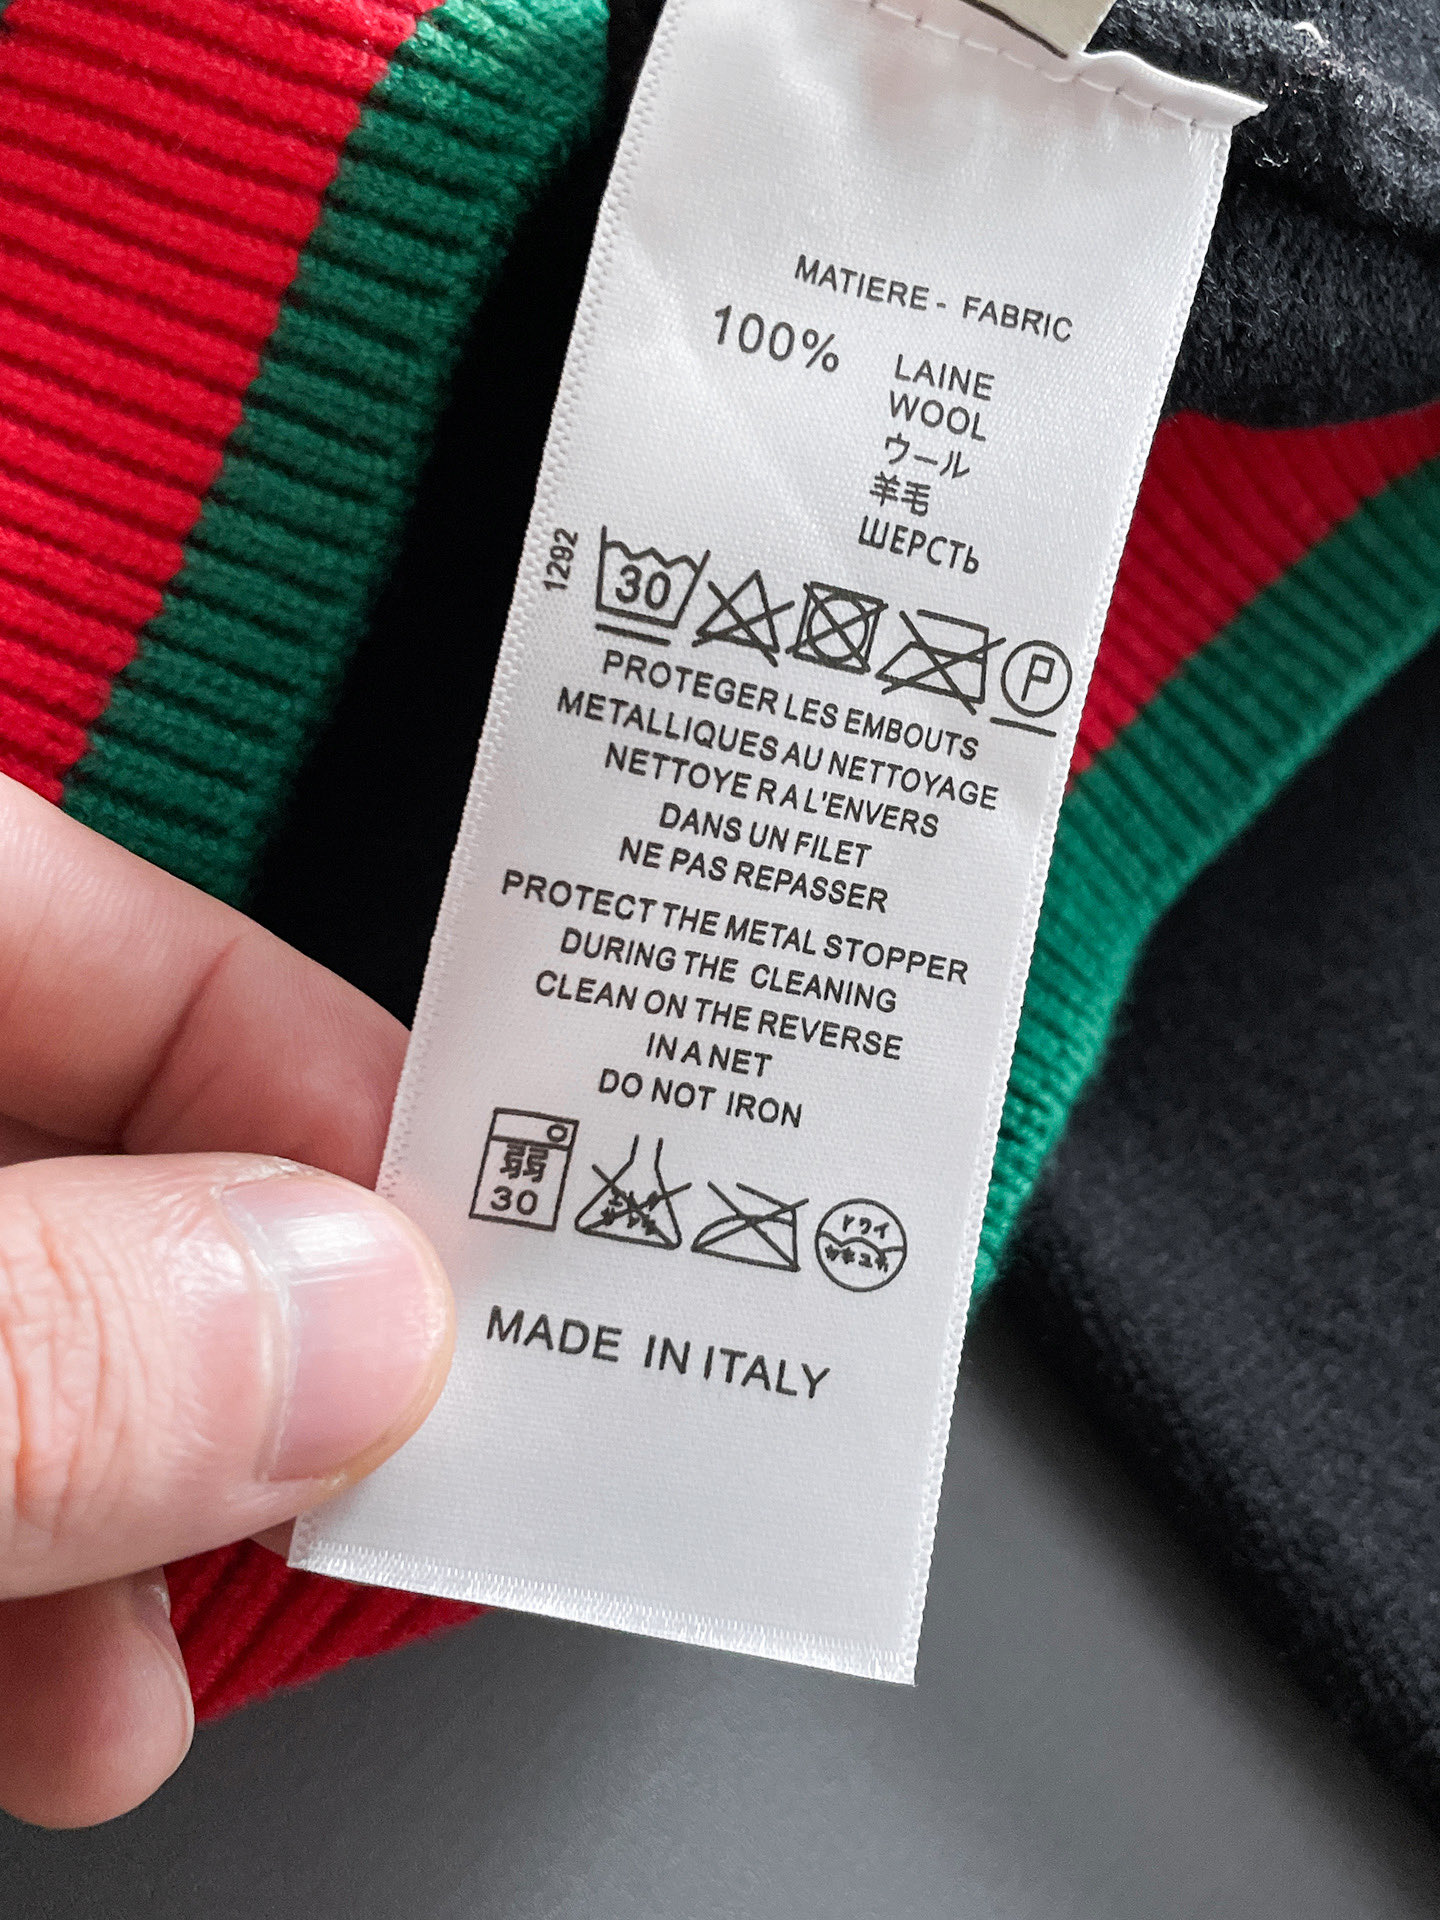 MATIERE - FABRIC
100% LAINE
WOOL
ウール
羊毛
ШЕРСТЬ
1292
30
P
PROTEGER LES EMBOUTS
METALLIQUES AU NETTOYAGE
NETTOYE R A L'ENVERS
DANS UN FILET
NE PAS REPASSER
PROTECT THE METAL STOPPER
DURING THE CLEANING
CLEAN ON THE REVERSE
IN A NET
DO NOT IRON
30
MADE IN ITALY